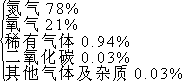 氮气 78%
氧气 21%
稀有气体 0.94%
二氧化碳 0.03%
其他气体及杂质 0.03%